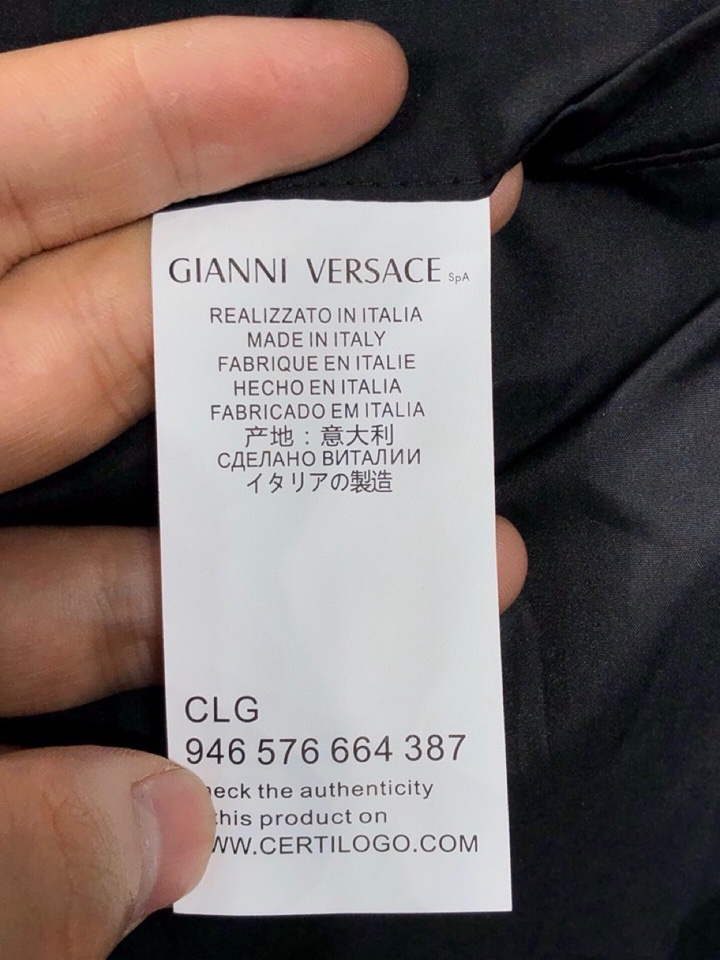 GIANNI VERSACE SpA
REALIZZATO IN ITALIA
MADE IN ITALY
FABRIQUE EN ITALIE
HECHO EN ITALIA
FABRICADO EM ITALIA
产地：意大利
СДЕЛАНО ВИТАЛИИ
イタリアの製造
CLG
946 576 664 387
heck the authenticity
this product on
WW.CERTILOGO.COM